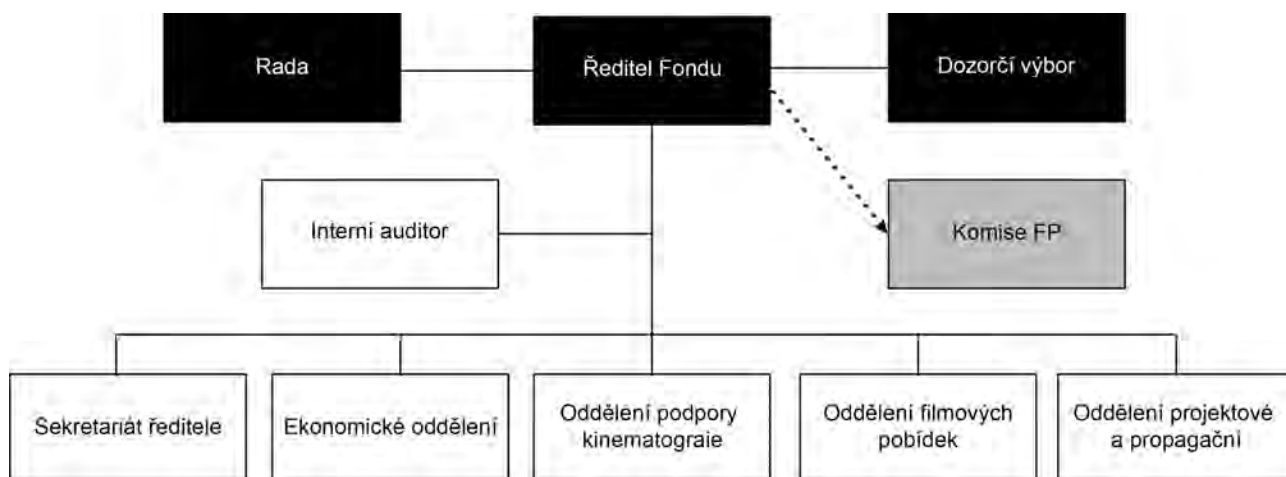 Rada
Ředitel Fondu
Dozorčí výbor
Interní auditor
Komise FP
Sekretariát ředitele
Ekonomické oddělení
Oddělení podpory
kinematograie
Oddělení filmových
pobídek
Oddělení projektové
a propagační